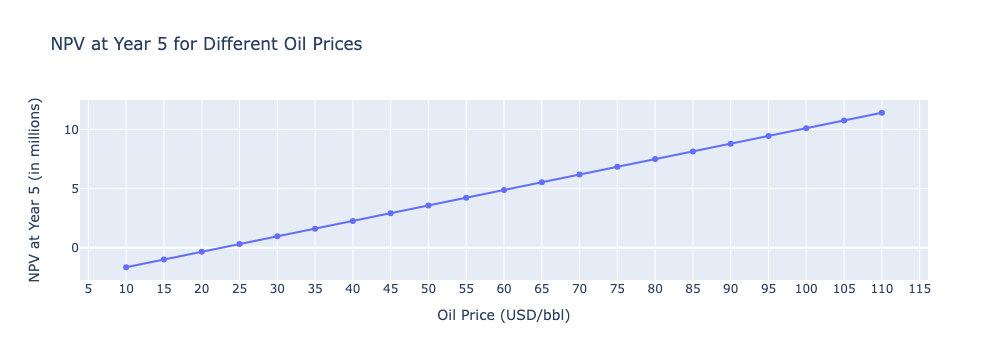 NPV at Year 5 for Different Oil Prices
NPV at Year 5 (in millions)
10
5
0
5 10 15 20 25 30 35 40 45 50 55 60 65 70 75 80 85 90 95 100 105 110 115
Oil Price (USD/bbl)